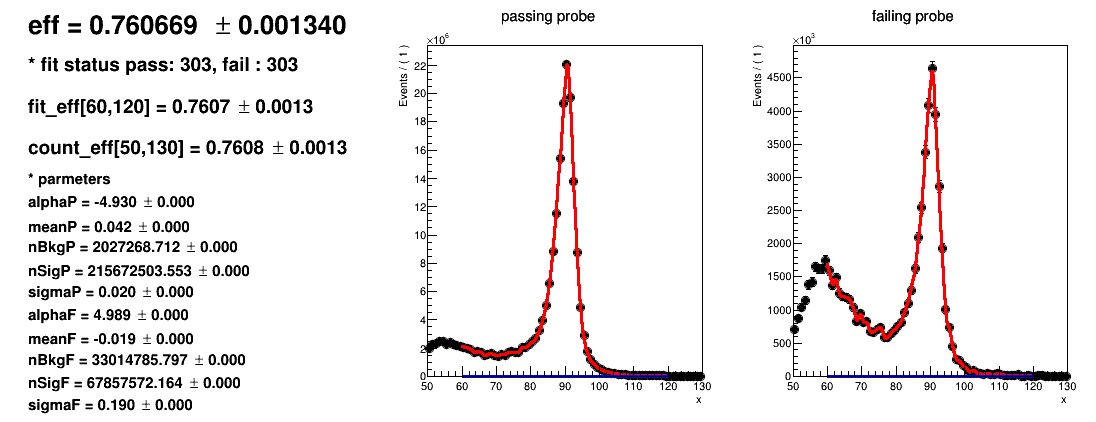 eff = 0.760669 ± 0.001340
* fit status pass: 303, fail : 303
fit_eff[60,120] = 0.7607 ± 0.0013
count_eff[50,130] = 0.7608 ± 0.0013
* parmeters
alphaP = -4.930 ± 0.000
meanP = 0.042 ± 0.000
nBkgP = 2027268.712 ± 0.000
nSigP = 215672503.553 ± 0.000
sigmaP = 0.020 ± 0.000
alphaF = 4.989 ± 0.000
meanF = -0.019 ± 0.000
nBkgF = 33014785.797 ± 0.000
nSigF = 67857572.164 ± 0.000
sigmaF = 0.190 ± 0.000
passing probe
×10⁶
Events / ( 1 )
22
20
18
16
14
12
10
8
6
4
2
0
50 60 70 80 90 100 110 120 130
x
failing probe
×10³
Events / ( 1 )
4500
4000
3500
3000
2500
2000
1500
1000
500
0
50 60 70 80 90 100 110 120 130
x